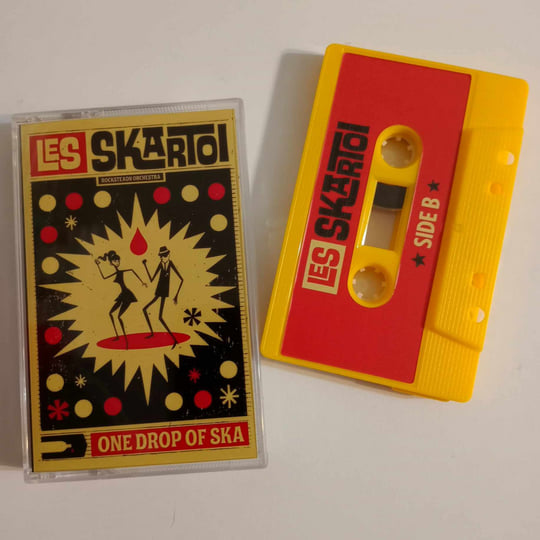 LES SKARTOI
ROCKSTEADY ORCHESTRA
ONE DROP OF SKA
LES SKARTOI
★ SIDE B ★